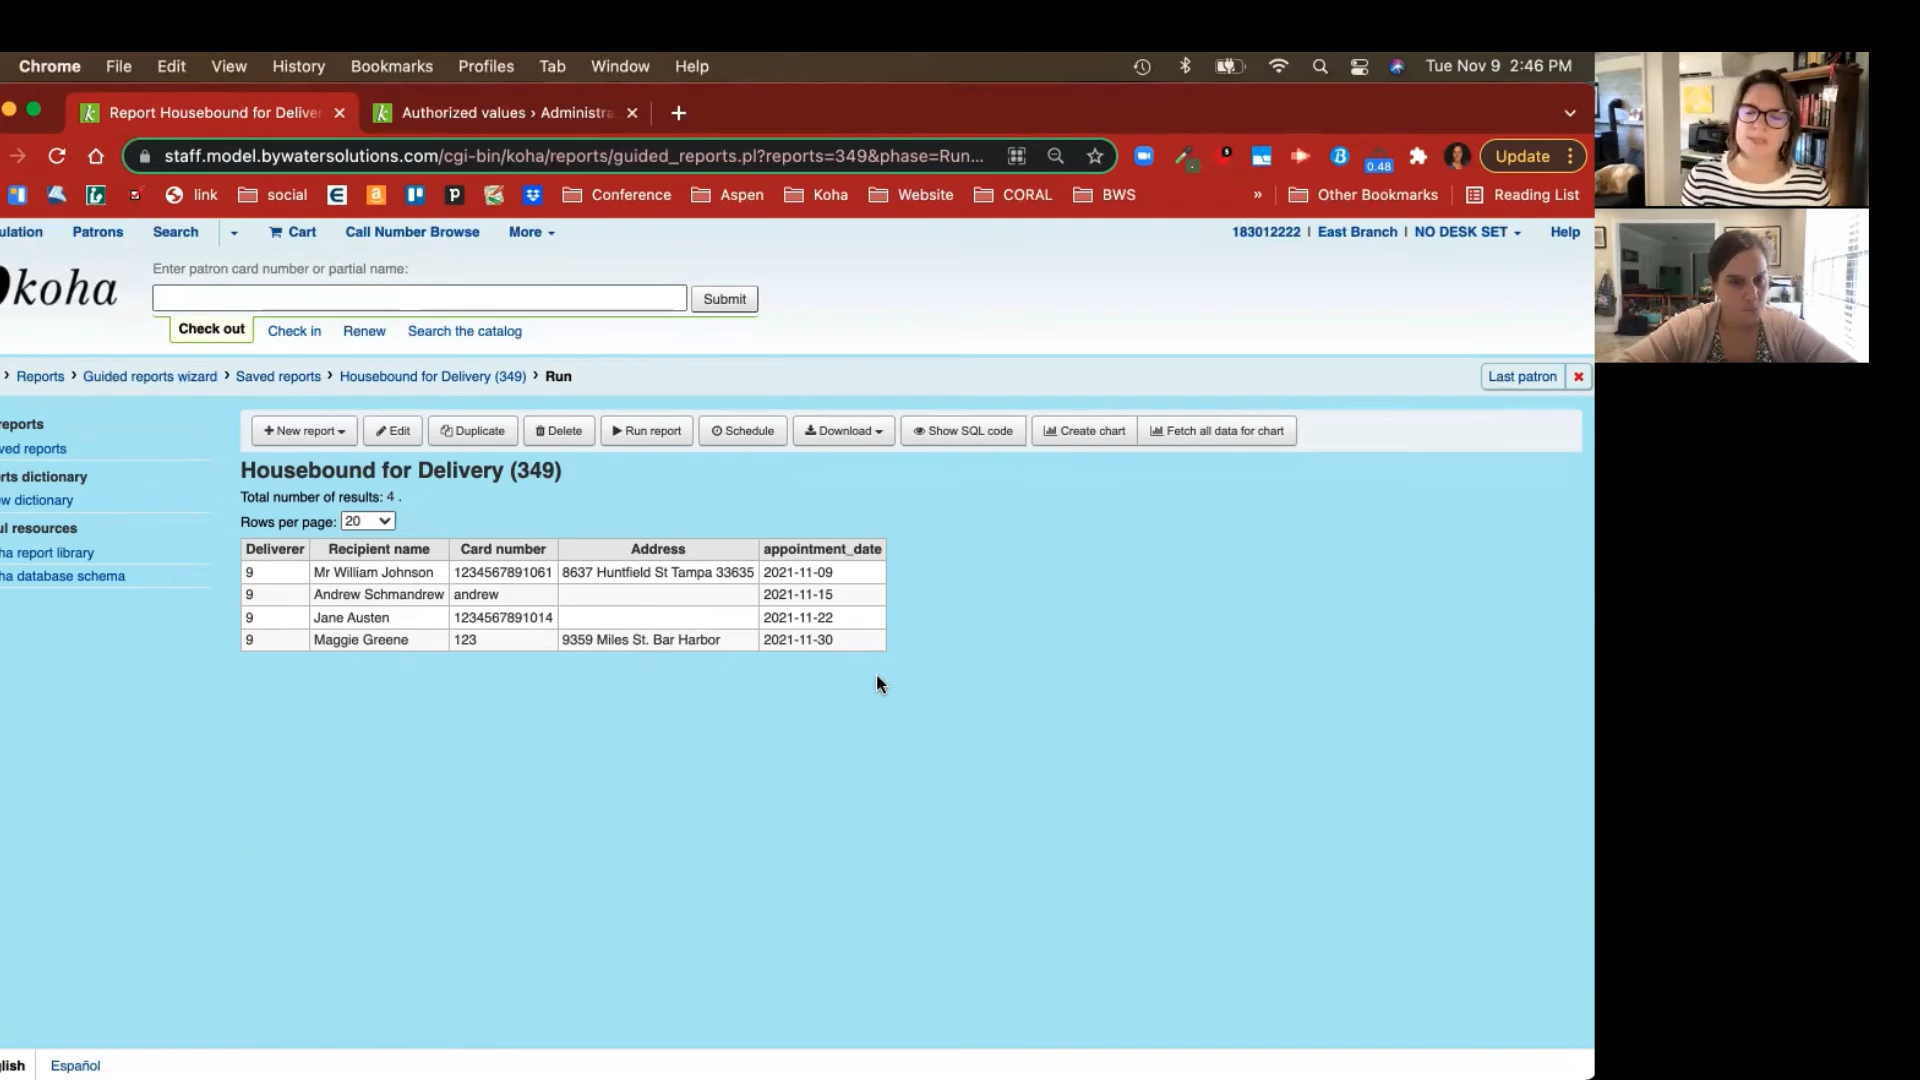 Chrome File Edit View History Bookmarks Profiles Tab Window Help Tue Nov 9 2:46 PM
Report Housebound for Deliver Authorized values › Administra
staff.model.bywatersolutions.com/cgi-bin/koha/reports/guided_reports.pl?reports=349&phase=Run... 0.48 Update
link social Conference Aspen Koha Website CORAL BWS » Other Bookmarks Reading List
ulation Patrons Search Cart Call Number Browse More 183012222 | East Branch | NO DESK SET Help
koha
Enter patron card number or partial name:
Submit
Check out Check in Renew Search the catalog
› Reports › Guided reports wizard › Saved reports › Housebound for Delivery (349) › Run Last patron
reports
ved reports
rts dictionary
w dictionary
ul resources
ha report library
ha database schema
+ New report Edit Duplicate Delete Run report Schedule Download Show SQL code Create chart Fetch all data for chart
Housebound for Delivery (349)
Total number of results: 4 .
Rows per page: 20
Deliverer Recipient name Card number Address appointment_date
9 Mr William Johnson 1234567891061 8637 Huntfield St Tampa 33635 2021-11-09
9 Andrew Schmandrew andrew 2021-11-15
9 Jane Austen 1234567891014 2021-11-22
9 Maggie Greene 123 9359 Miles St. Bar Harbor 2021-11-30
lish Español